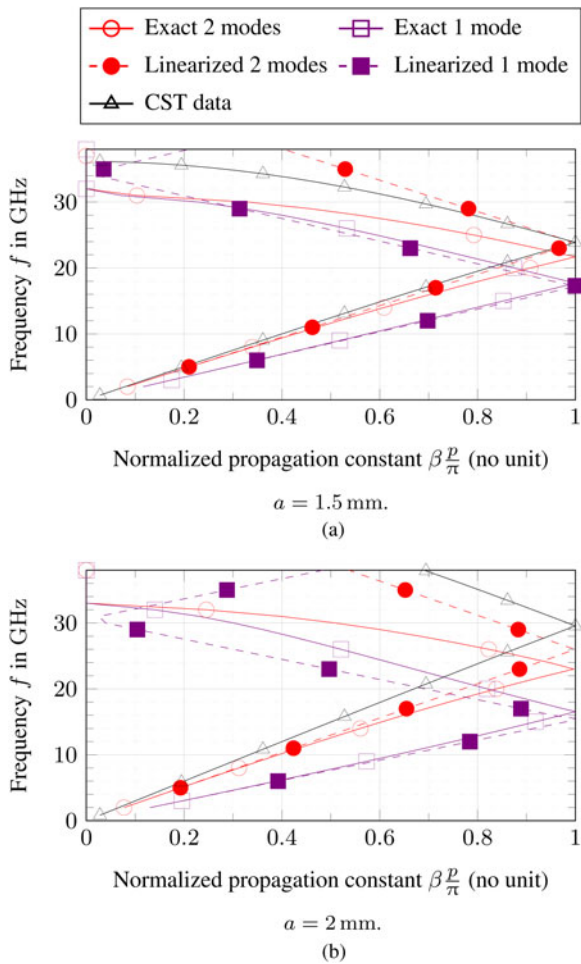 Exact 2 modes Exact 1 mode
Linearized 2 modes Linearized 1 mode
CST data
30
20
10
0
0 0.2 0.4 0.6 0.8 1
Frequency f in GHz
Normalized propagation constant β p/π (no unit)
a = 1.5 mm.
(a)
30
20
10
0
0 0.2 0.4 0.6 0.8 1
Frequency f in GHz
Normalized propagation constant β p/π (no unit)
a = 2 mm.
(b)